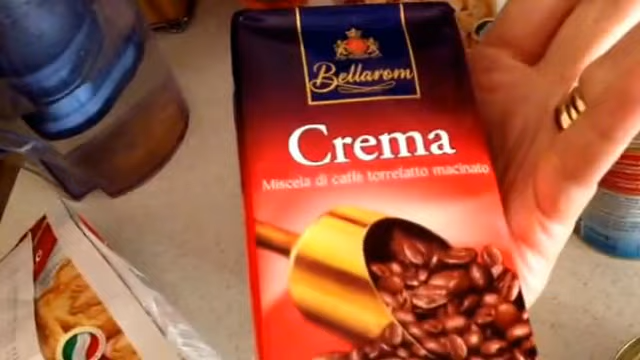 Bellarom
Crema
Miscela di caffè torrefatto macinato